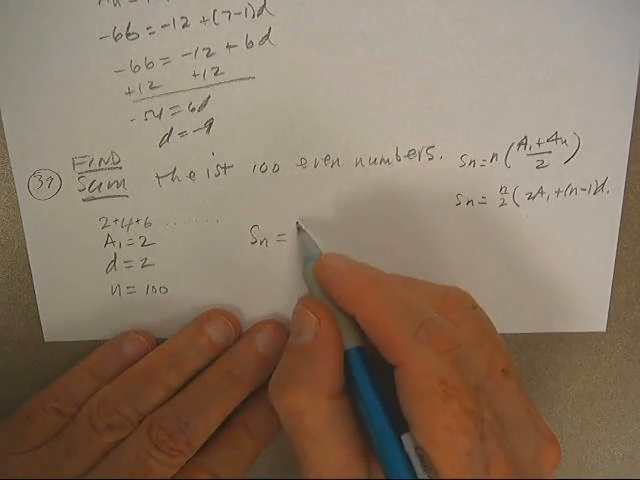 -66 = -12 + (7-1)d
-66 = -12 + 6d
+12 +12
-54 = 6d
d = -9
39 FIND Sum the 1st 100 even numbers.
Sn = n(A1 + An / 2)
Sn = n/2 (2A1 + (n-1)d.
2+4+6 .......
A1 = 2
d = 2
n = 100
Sn =